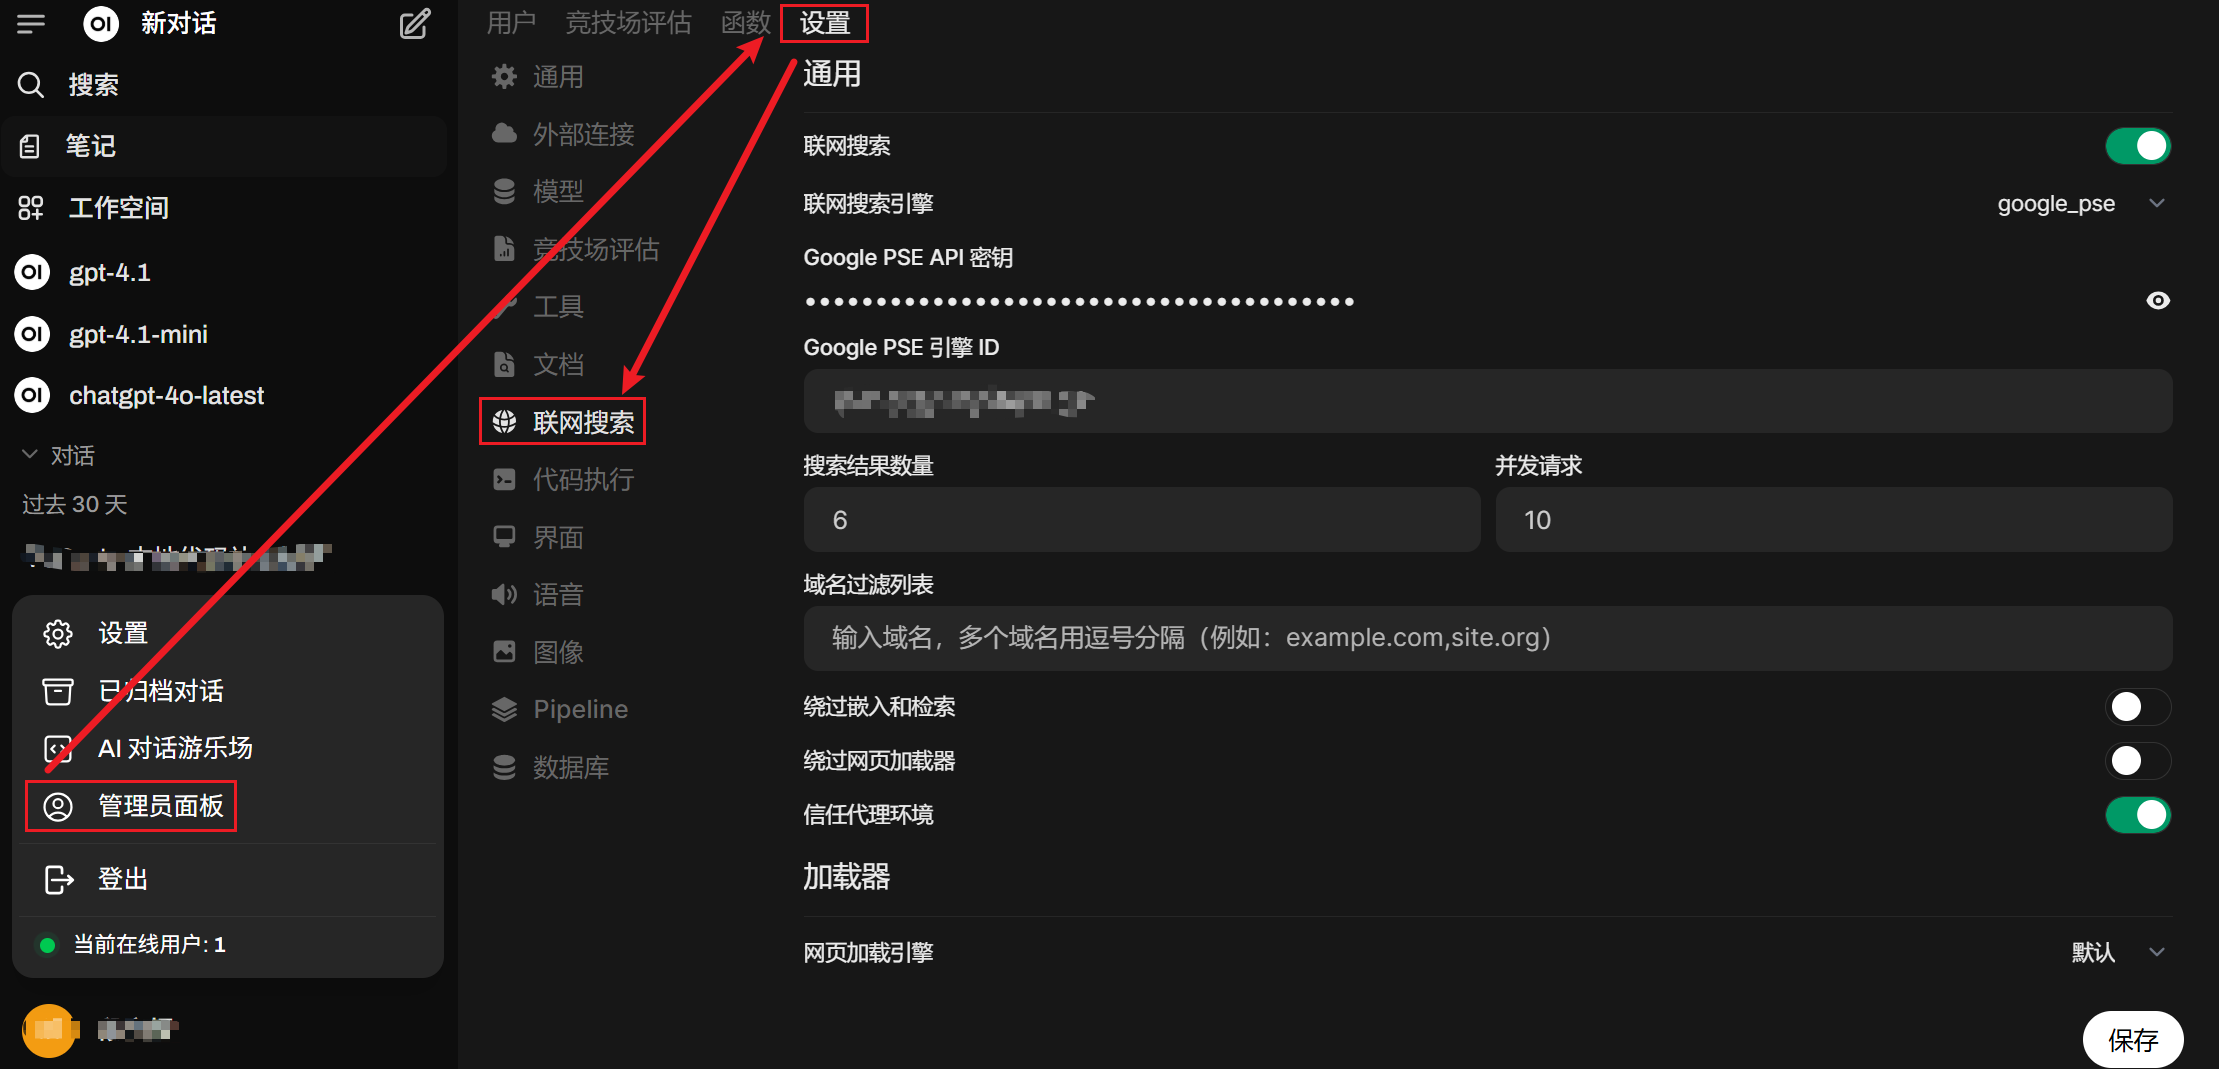 OI 新对话
搜索
笔记
工作空间
OI gpt-4.1
OI gpt-4.1-mini
OI chatgpt-4o-latest
对话
过去 30 天
设置
已归档对话
AI 对话游乐场
管理员面板
登出
当前在线用户: 1
用户 竞技场评估 函数 设置
通用
外部连接
模型
竞技场评估
工具
文档
联网搜索
代码执行
界面
语音
图像
Pipeline
数据库
通用
联网搜索
联网搜索引擎 google_pse
Google PSE API 密钥
•••••••••••••••••••••••••••••••••••••••
Google PSE 引擎 ID
搜索结果数量 并发请求
6 10
域名过滤列表
输入域名，多个域名用逗号分隔（例如：example.com,site.org）
绕过嵌入和检索
绕过网页加载器
信任代理环境
加载器
网页加载引擎 默认
保存